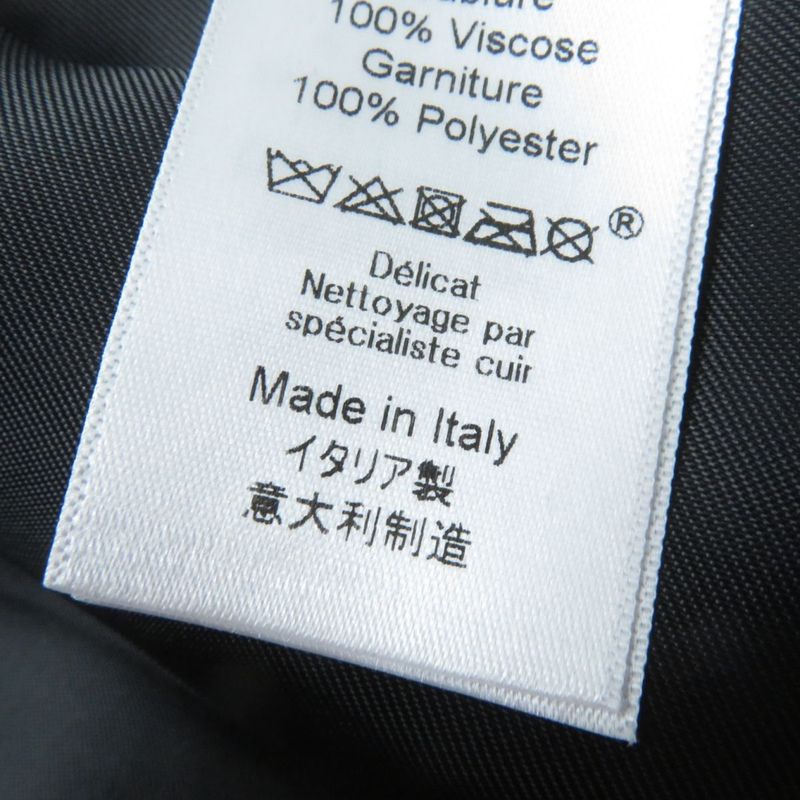 100% Viscose
Garniture
100% Polyester
®
Délicat
Nettoyage par
spécialiste cuir
Made in Italy
イタリア製
意大利制造